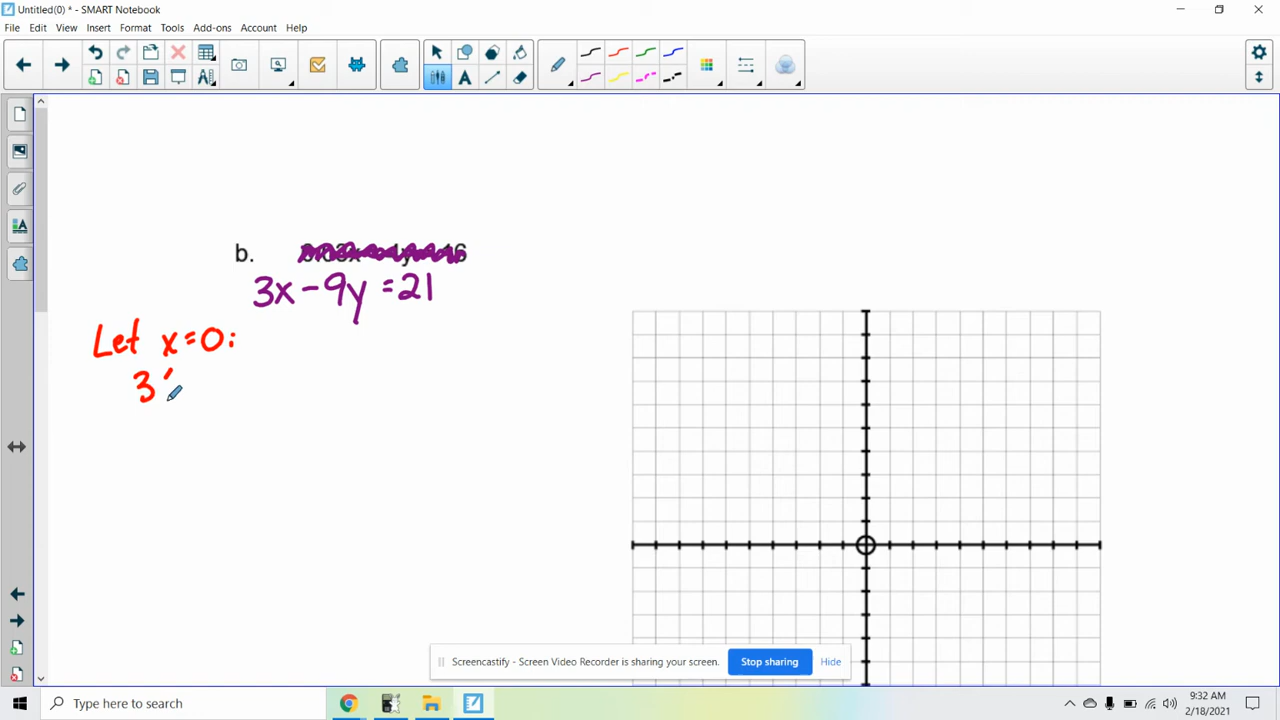 Untitled(0) * - SMART Notebook
File Edit View Insert Format Tools Add-ons Account Help
b.
3x - 9y = 21
Let x = 0:
3
Screencastify - Screen Video Recorder is sharing your screen.
Stop sharing
Hide
Type here to search
9:32 AM
2/18/2021